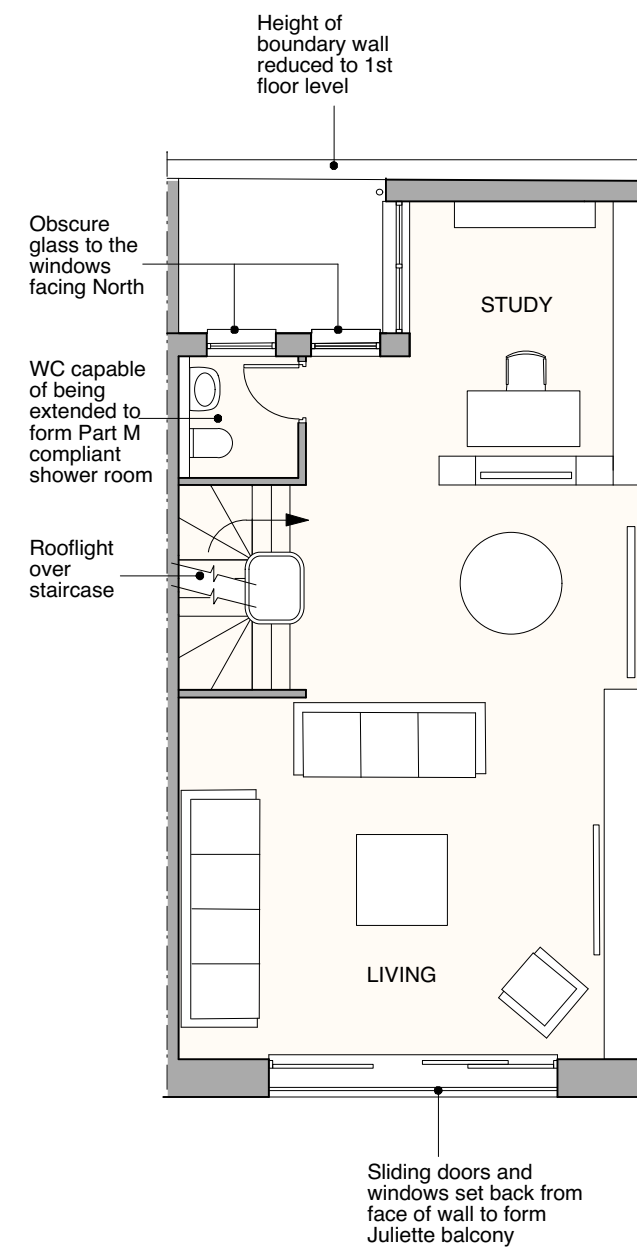 Height of
boundary wall
reduced to 1st
floor level
Obscure
glass to the
windows
facing North
STUDY
WC capable
of being
extended to
form Part M
compliant
shower room
Rooflight
over
staircase
LIVING
Sliding doors and
windows set back from
face of wall to form
Juliette balcony